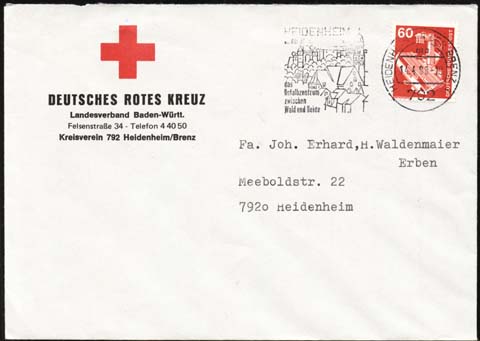 DEUTSCHES ROTES KREUZ
Landesverband Baden-Württ.
Felsenstraße 34 - Telefon 4 40 50
Kreisverein 792 Heidenheim/Brenz
HEIDENHEIM
das
Einkaufszentrum
zwischen
Wald und Heide
60
792
Fa. Joh. Erhard,H.Waldenmaier
Erben
Meeboldstr. 22
792o Heidenheim